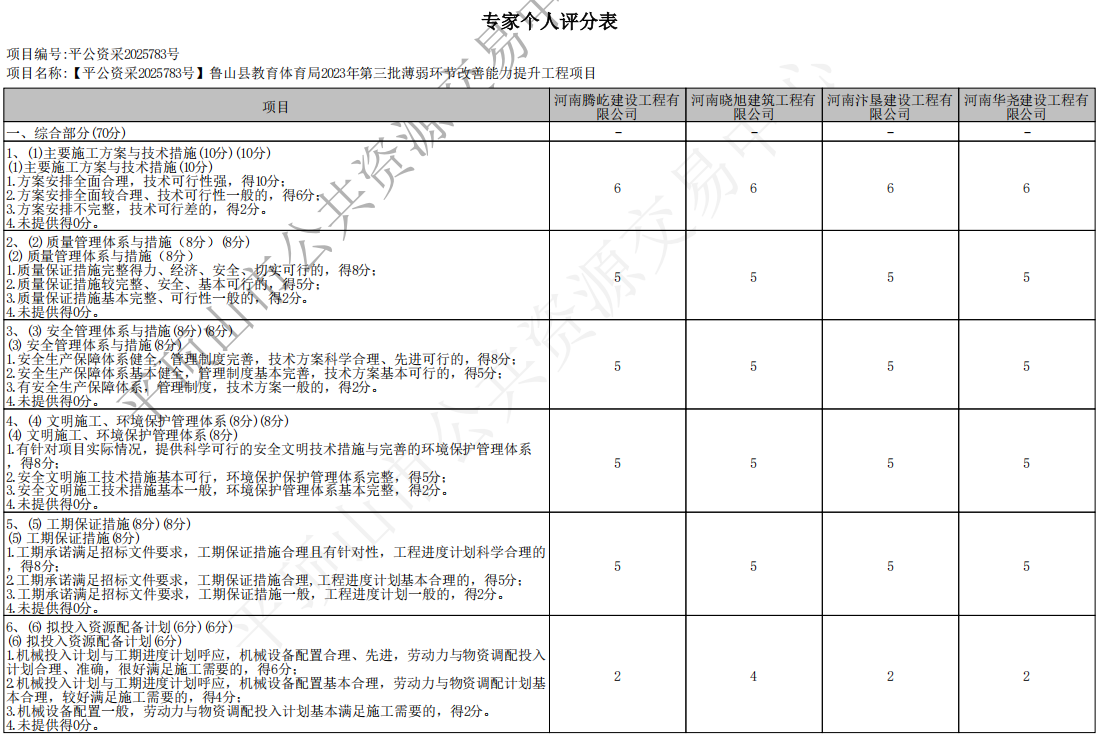 专家个人评分表
项目编号:平公资采2025783号
项目名称:【平公资采2025783号】鲁山县教育体育局2023年第三批薄弱环节改善能力提升工程项目
项目
河南腾屹建设工程有
限公司
河南晓旭建筑工程有
限公司
河南汴垦建设工程有
限公司
河南华尧建设工程有
限公司
一、综合部分(70分)
- - - -
1、(1)主要施工方案与技术措施(10分)(10分)
(1)主要施工方案与技术措施(10分)
1.方案安排全面合理，技术可行性强，得10分；
2.方案安排全面较合理、技术可行性一般的，得6分；
3.方案安排不完整，技术可行差的，得2分。
4.未提供得0分。
6 6 6 6
2、(2)质量管理体系与措施（8分）(8分)
(2)质量管理体系与措施（8分）
1.质量保证措施完整得力、经济、安全、切实可行的，得8分；
2.质量保证措施较完整、安全、基本可行的，得5分；
3.质量保证措施基本完整、可行性一般的，得2分。
4.未提供得0分。
5 5 5 5
3、(3)安全管理体系与措施(8分)(8分)
(3)安全管理体系与措施(8分)
1.安全生产保障体系健全，管理制度完善，技术方案科学合理、先进可行的，得8分；
2.安全生产保障体系基本健全，管理制度基本完善，技术方案基本可行的，得5分；
3.有安全生产保障体系，管理制度，技术方案一般的，得2分。
4.未提供得0分。
5 5 5 5
4、(4)文明施工、环境保护管理体系(8分)(8分)
(4)文明施工、环境保护管理体系(8分)
1.有针对项目实际情况，提供科学可行的安全文明技术措施与完善的环境保护管理体系
，得8分；
2.安全文明施工技术措施基本可行，环境保护保护管理体系完整，得5分；
3.安全文明施工技术措施基本一般，环境保护管理体系基本完整，得2分。
4.未提供得0分。
5 5 5 5
5、(5)工期保证措施(8分)(8分)
(5)工期保证措施(8分)
1.工期承诺满足招标文件要求，工期保证措施合理且有针对性，工程进度计划科学合理的
，得8分；
2.工期承诺满足招标文件要求，工期保证措施合理,工程进度计划基本合理的，得5分；
3.工期承诺满足招标文件要求，工期保证措施一般，工程进度计划一般的，得2分。
4.未提供得0分。
5 5 5 5
6、(6)拟投入资源配备计划(6分)(6分)
(6)拟投入资源配备计划(6分)
1.机械投入计划与工期进度计划呼应，机械设备配置合理、先进，劳动力与物资调配投入
计划合理、准确，很好满足施工需要的，得6分；
2.机械投入计划与工期进度计划呼应，机械设备配置基本合理，劳动力与物资调配计划基
本合理，较好满足施工需要的，得4分；
3.机械设备配置一般，劳动力与物资调配投入计划基本满足施工需要的，得2分。
4.未提供得0分。
2 4 2 2
平顶山市公共资源交易中
平顶山市公共资源交易中心